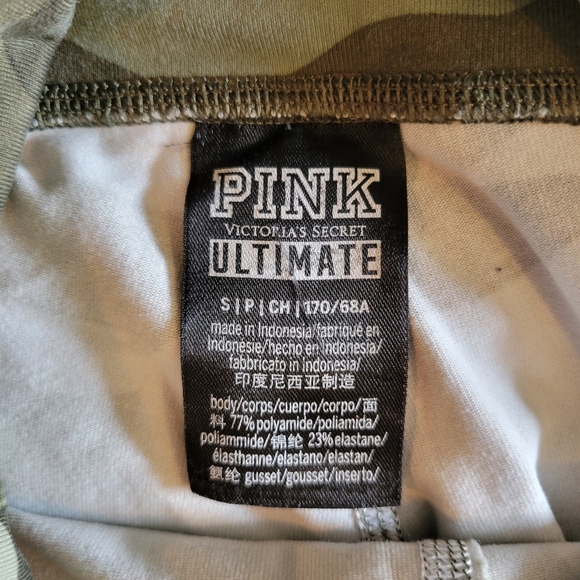 PINK
VICTORIA'S SECRET
ULTIMATE
S | P | CH | 170/68A
made in Indonesia/fabriqué en
Indonesie/hecho en Indonesia/
fabbricato in Indonesia/
印度尼西亚制造
body/corps/cuerpo/corpo/面
料 77% polyamide/poliamida/
poliammide/锦纶 23% elastane/
élasthanne/elastano/elastan/
氨纶 gusset/gousset/inserto/